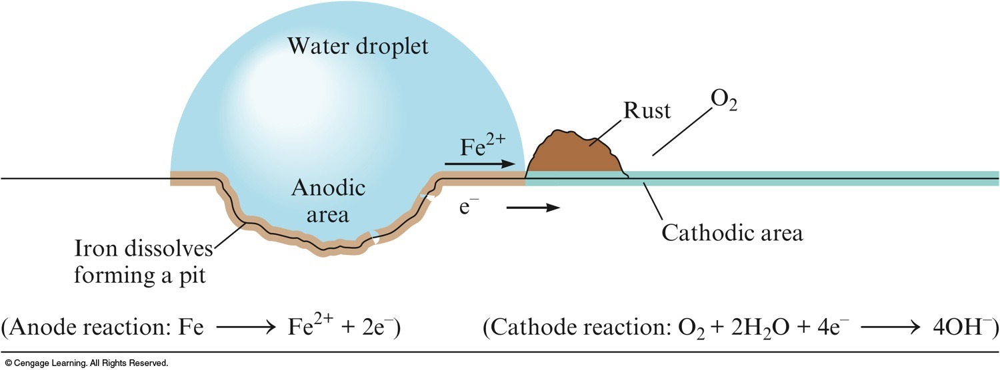 Water droplet
Rust
O₂
Fe²⁺
Anodic
area
e⁻
Cathodic area
Iron dissolves
forming a pit
(Anode reaction: Fe ⟶ Fe²⁺ + 2e⁻)
(Cathode reaction: O₂ + 2H₂O + 4e⁻ ⟶ 4OH⁻)
© Cengage Learning. All Rights Reserved.